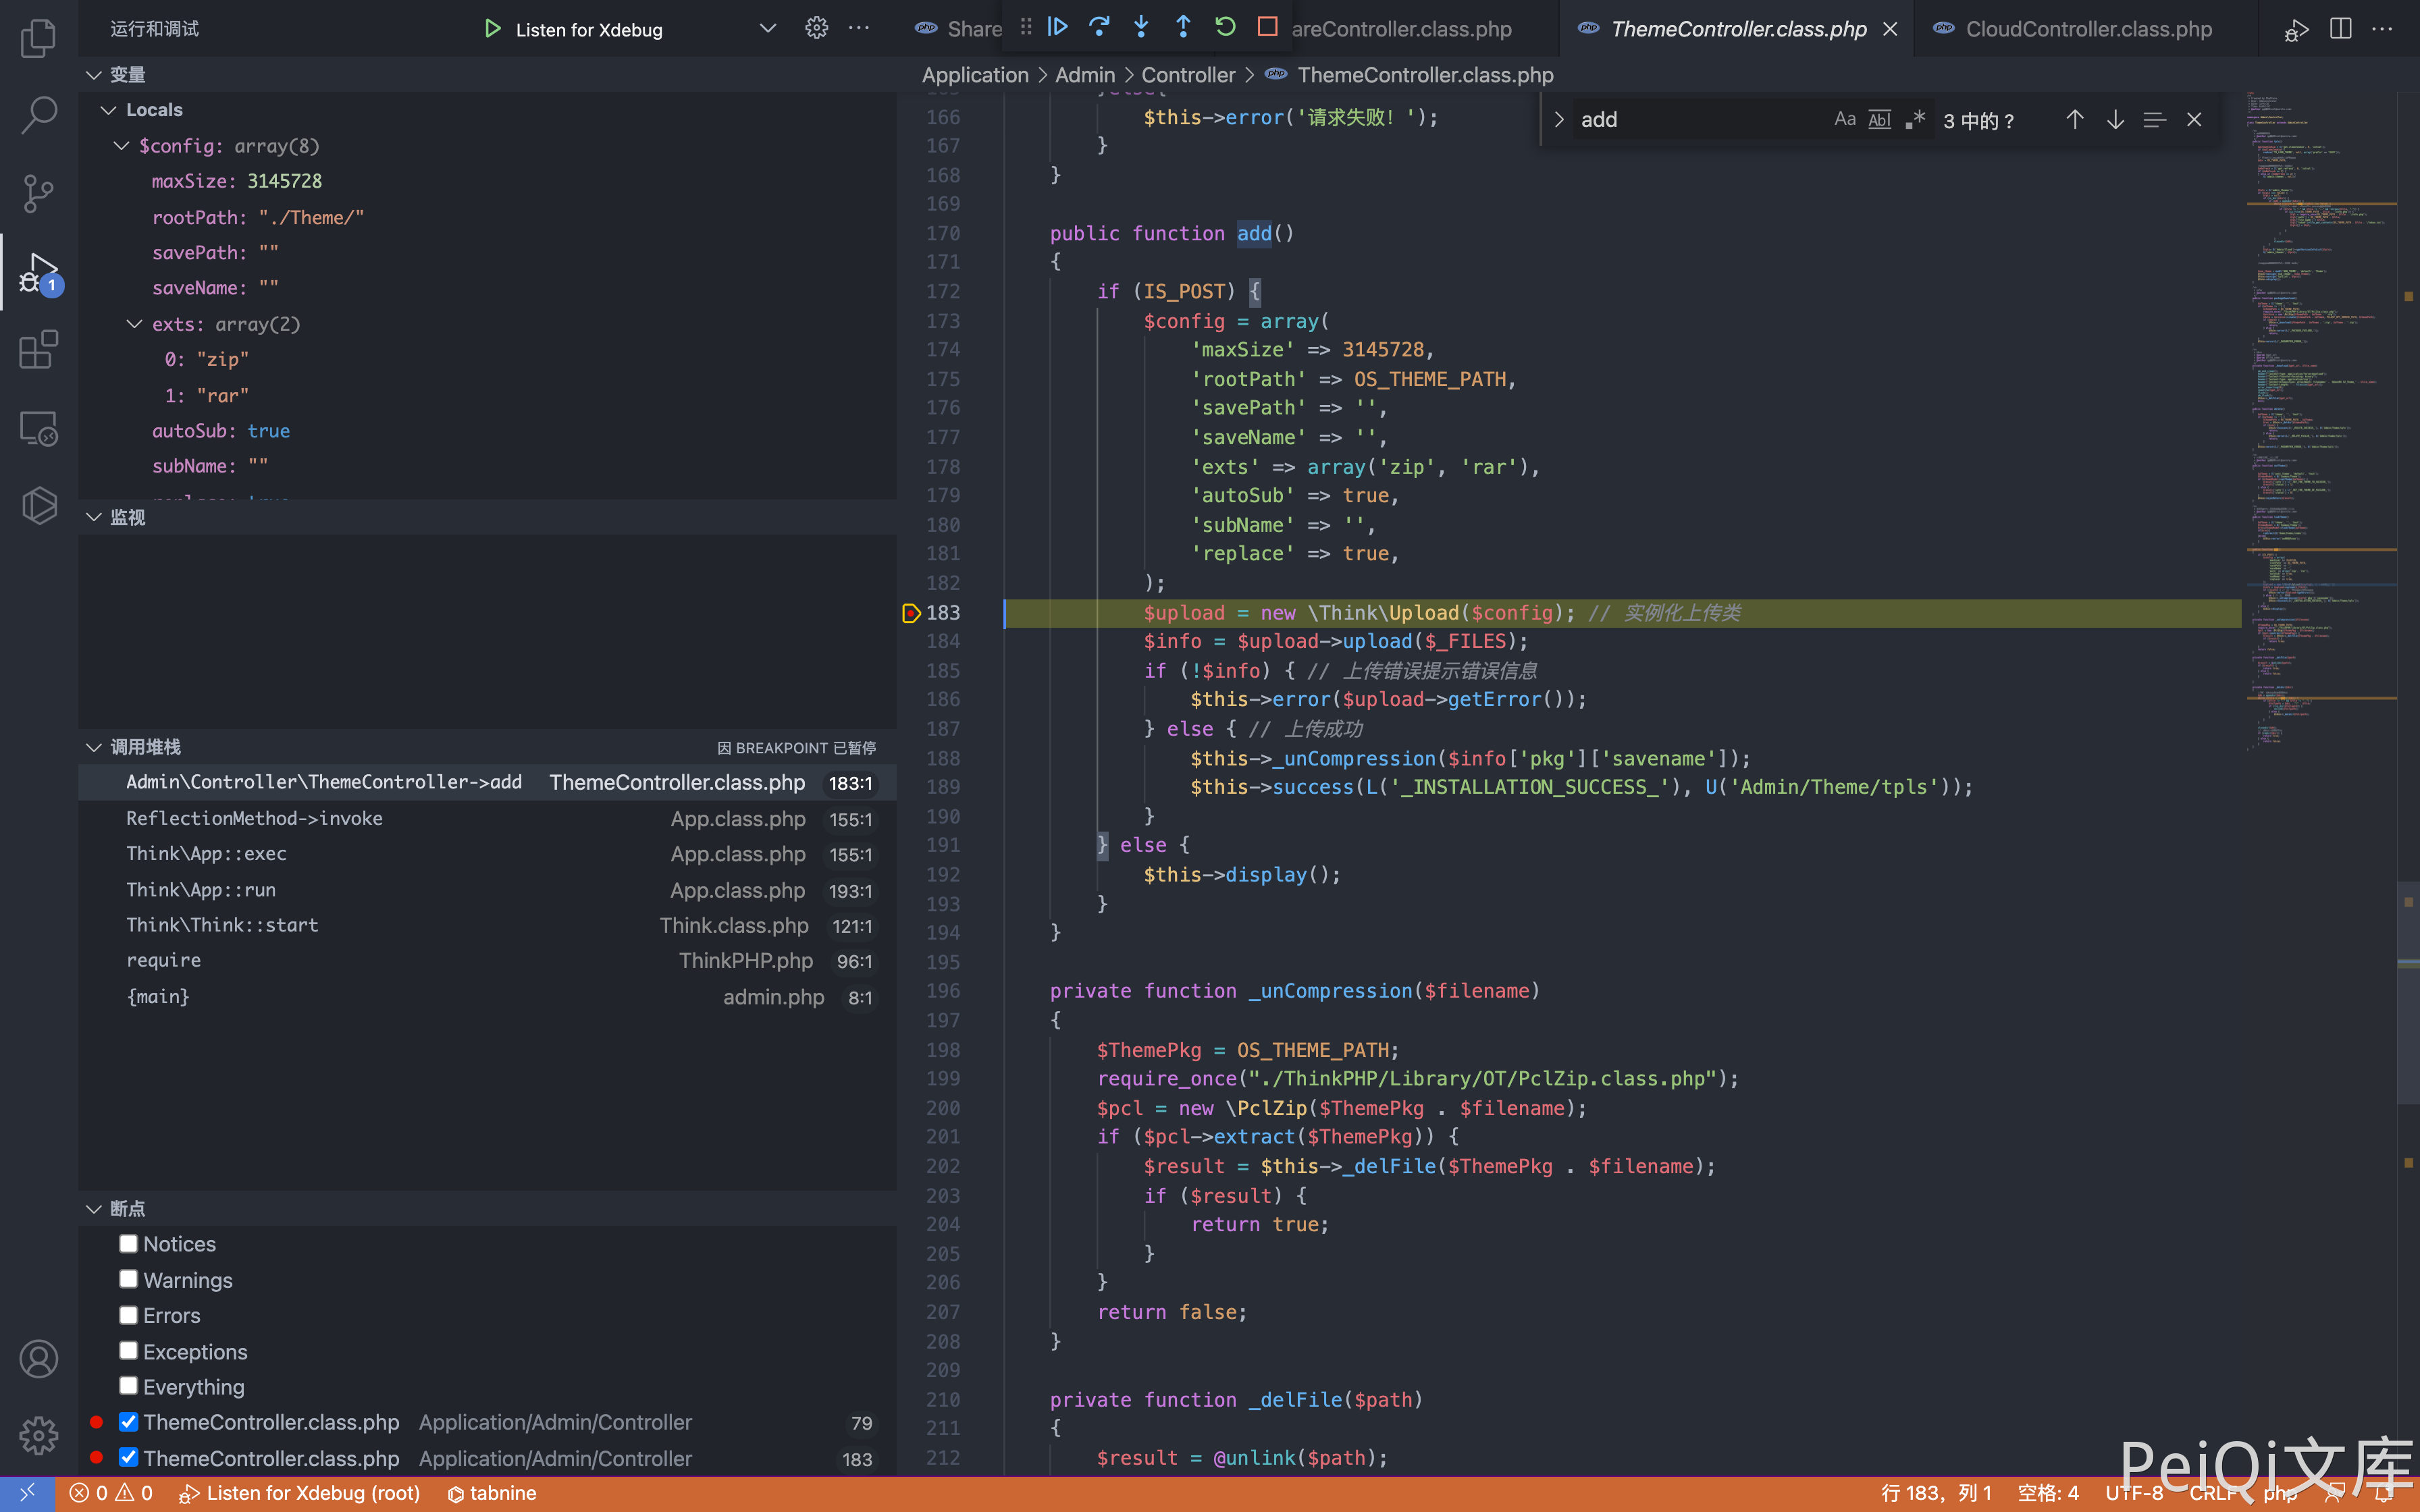 运行和调试
Listen for Xdebug
变量
Locals
$config: array(8)
maxSize: 3145728
rootPath: "./Theme/"
savePath: ""
saveName: ""
exts: array(2)
0: "zip"
1: "rar"
autoSub: true
subName: ""
监视
调用堆栈
因 BREAKPOINT 已暂停
Admin\Controller\ThemeController->add ThemeController.class.php 183:1
ReflectionMethod->invoke App.class.php 155:1
Think\App::exec App.class.php 155:1
Think\App::run App.class.php 193:1
Think\Think::start Think.class.php 121:1
require ThinkPHP.php 96:1
{main} admin.php 8:1
断点
Notices
Warnings
Errors
Exceptions
Everything
ThemeController.class.php Application/Admin/Controller 79
ThemeController.class.php Application/Admin/Controller 183
1
php Share
areController.class.php
php ThemeController.class.php
php CloudController.class.php
Application > Admin > Controller > php ThemeController.class.php
add
Aa Abl .* 3 中的 ?
166 $this->error('请求失败！');
167 }
168 }
169
170 public function add()
171 {
172 if (IS_POST) {
173 $config = array(
174 'maxSize' => 3145728,
175 'rootPath' => OS_THEME_PATH,
176 'savePath' => '',
177 'saveName' => '',
178 'exts' => array('zip', 'rar'),
179 'autoSub' => true,
180 'subName' => '',
181 'replace' => true,
182 );
183 $upload = new \Think\Upload($config); // 实例化上传类
184 $info = $upload->upload($_FILES);
185 if (!$info) { // 上传错误提示错误信息
186 $this->error($upload->getError());
187 } else { // 上传成功
188 $this->_unCompression($info['pkg']['savename']);
189 $this->success(L('_INSTALLATION_SUCCESS_'), U('Admin/Theme/tpls'));
190 }
191 } else {
192 $this->display();
193 }
194 }
195
196 private function _unCompression($filename)
197 {
198 $ThemePkg = OS_THEME_PATH;
199 require_once("./ThinkPHP/Library/OT/PclZip.class.php");
200 $pcl = new \PclZip($ThemePkg . $filename);
201 if ($pcl->extract($ThemePkg)) {
202 $result = $this->_delFile($ThemePkg . $filename);
203 if ($result) {
204 return true;
205 }
206 }
207 return false;
208 }
209
210 private function _delFile($path)
211 {
212 $result = @unlink($path);
PeiQi文库
0 0 Listen for Xdebug (root) tabnine
行 183，列 1 空格: 4 UTF-8 CRLF php